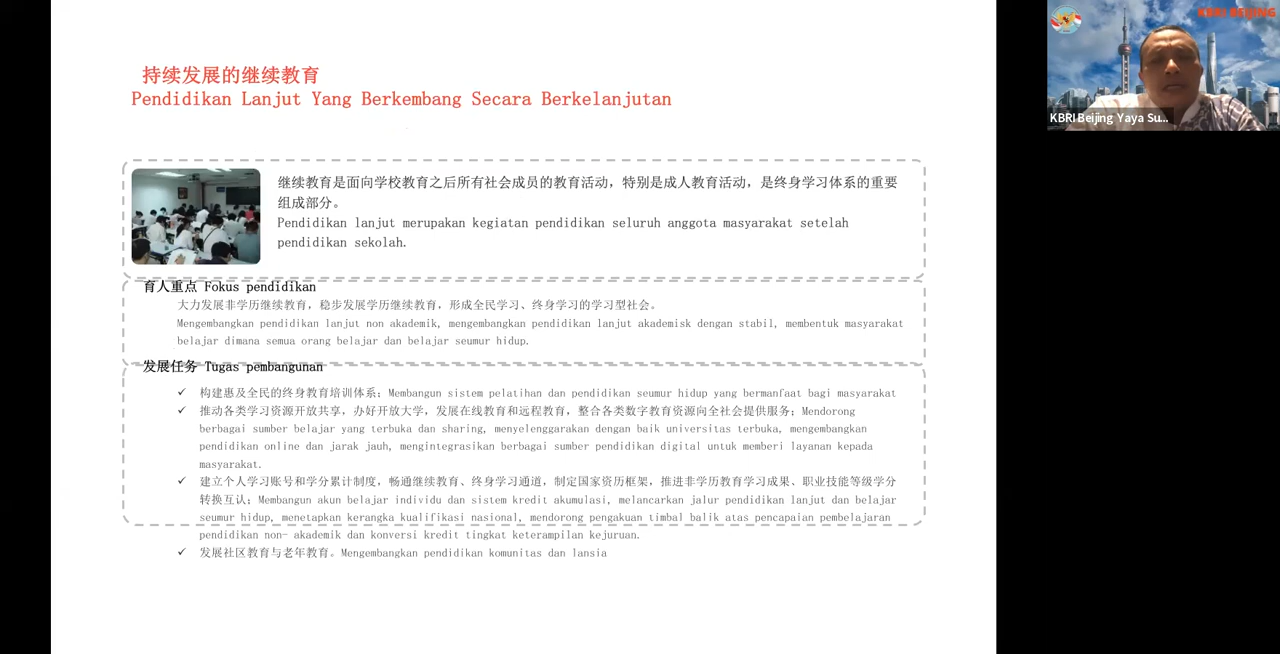 持续发展的继续教育
Pendidikan Lanjut Yang Berkembang Secara Berkelanjutan
继续教育是面向学校教育之后所有社会成员的教育活动，特别是成人教育活动，是终身学习体系的重要
组成部分。
Pendidikan lanjut merupakan kegiatan pendidikan seluruh anggota masyarakat setelah
pendidikan sekolah.
育人重点 Fokus pendidikan
大力发展非学历继续教育，稳步发展学历继续教育，形成全民学习、终身学习的学习型社会。
Mengembangkan pendidikan lanjut non akademik, mengembangkan pendidikan lanjut akademisk dengan stabil, membentuk masyarakat
belajar dimana semua orang belajar dan belajar seumur hidup.
发展任务 Tugas pembangunan
✓ 构建惠及全民的终身教育培训体系；Membangun sistem pelatihan dan pendidikan seumur hidup yang bermanfaat bagi masyarakat
✓ 推动各类学习资源开放共享，办好开放大学，发展在线教育和远程教育，整合各类数字教育资源向全社会提供服务；Mendorong
berbagai sumber belajar yang terbuka dan sharing, menyelenggarakan dengan baik universitas terbuka, mengembangkan
pendidikan online dan jarak jauh, mengintegrasikan berbagai sumber pendidikan digital untuk memberi layanan kepada
masyarakat.
✓ 建立个人学习账号和学分累计制度，畅通继续教育、终身学习通道，制定国家资历框架，推进非学历教育学习成果、职业技能等级学分
转换互认；Membangun akun belajar individu dan sistem kredit akumulasi, melancarkan jalur pendidikan lanjut dan belajar
seumur hidup, menetapkan kerangka kualifikasi nasional, mendorong pengakuan timbal balik atas pencapaian pembelajaran
pendidikan non- akademik dan konversi kredit tingkat keterampilan kejuruan.
✓ 发展社区教育与老年教育。Mengembangkan pendidikan komunitas dan lansia
KBRI BEIJING
KBRI Beijing Yaya Su...